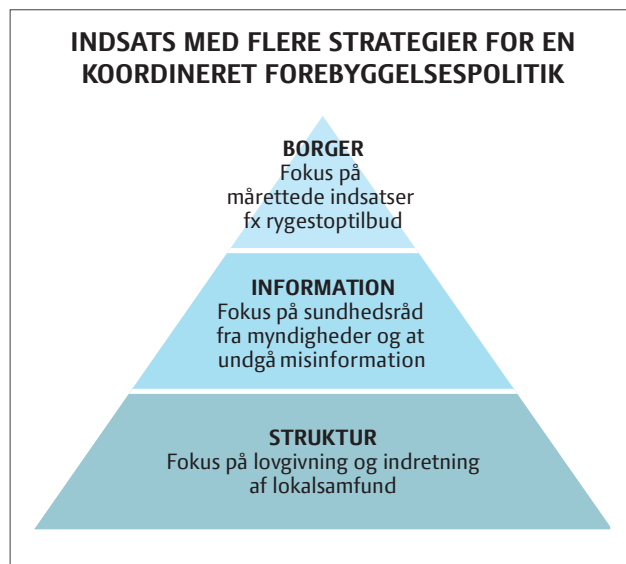 INDSATS MED FLERE STRATEGIER FOR EN
KOORDINERET FOREBYGGELSESPOLITIK
BORGER
Fokus på
mårettede indsatser
fx rygestoptilbud
INFORMATION
Fokus på sundhedsråd
fra myndigheder og at
undgå misinformation
STRUKTUR
Fokus på lovgivning og indretning
af lokalsamfund